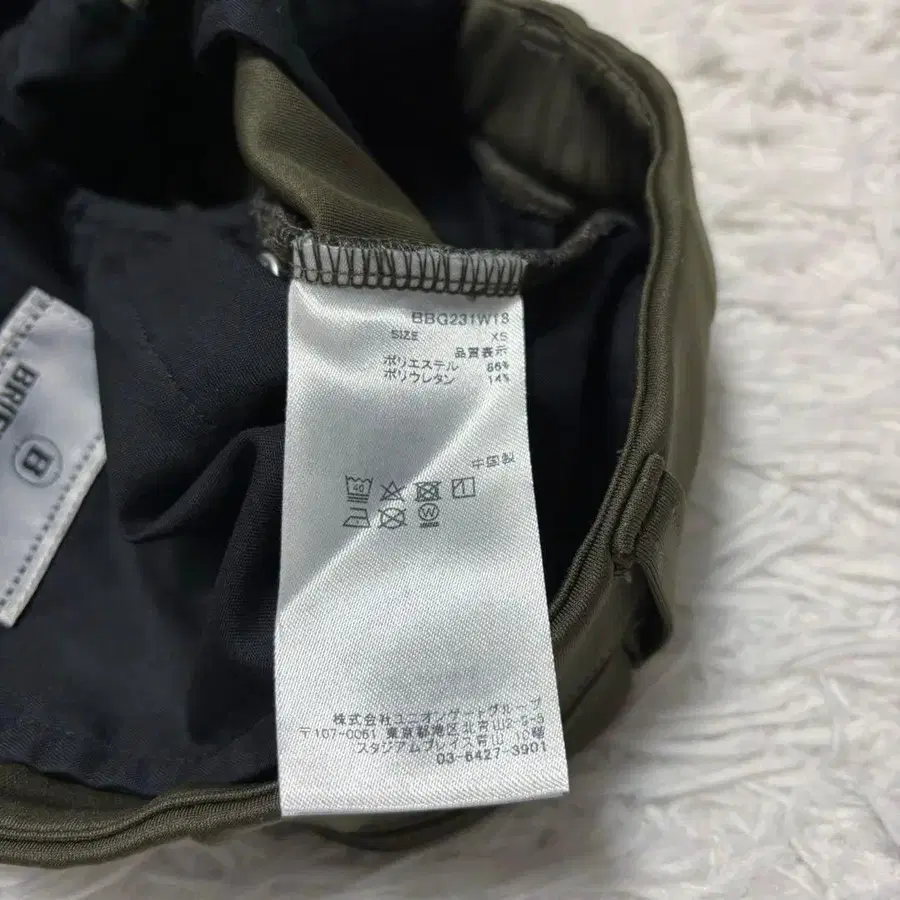 BBG231W18
SIZE XS
品質表示
ポリエステル 86%
ポリウレタン 14%
中国製
40
W
株式会社ユニオンゲートグループ
〒107-0061 東京都港区北青山2-9-3
スタジアムプレイス青山 10階
03-6427-3901
B